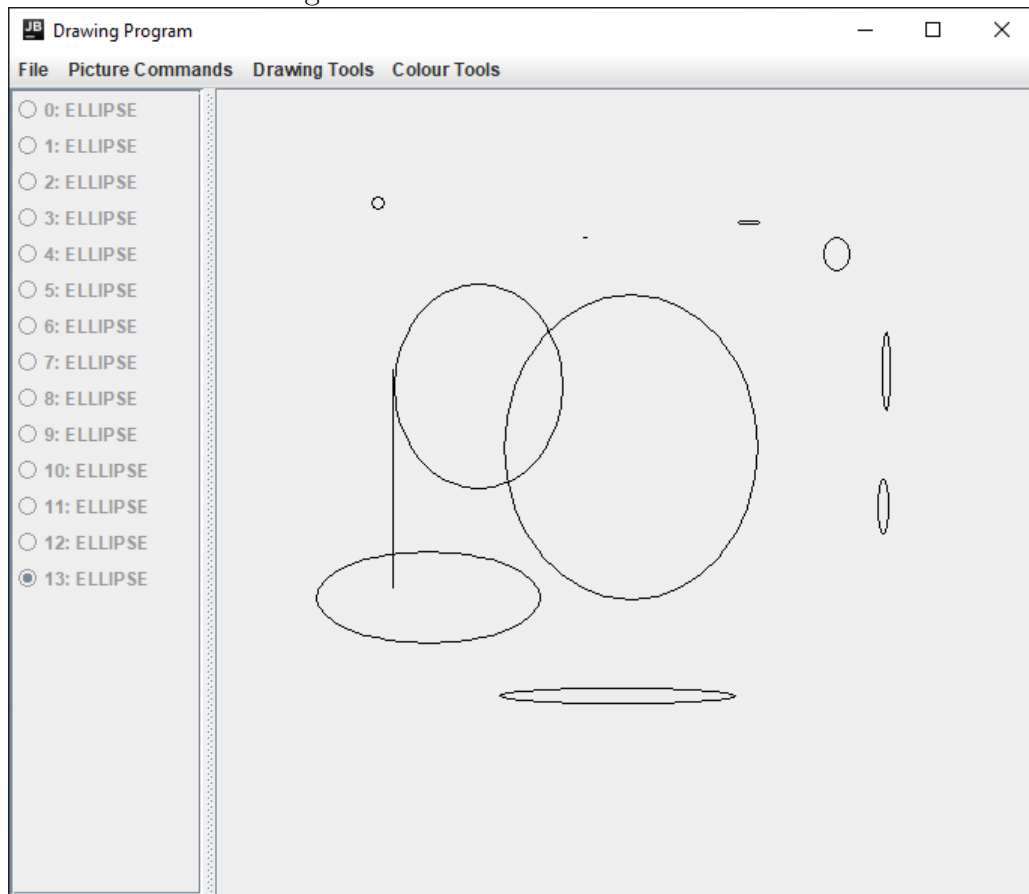 JB Drawing Program
File Picture Commands Drawing Tools Colour Tools
0: ELLIPSE
1: ELLIPSE
2: ELLIPSE
3: ELLIPSE
4: ELLIPSE
5: ELLIPSE
6: ELLIPSE
7: ELLIPSE
8: ELLIPSE
9: ELLIPSE
10: ELLIPSE
11: ELLIPSE
12: ELLIPSE
13: ELLIPSE